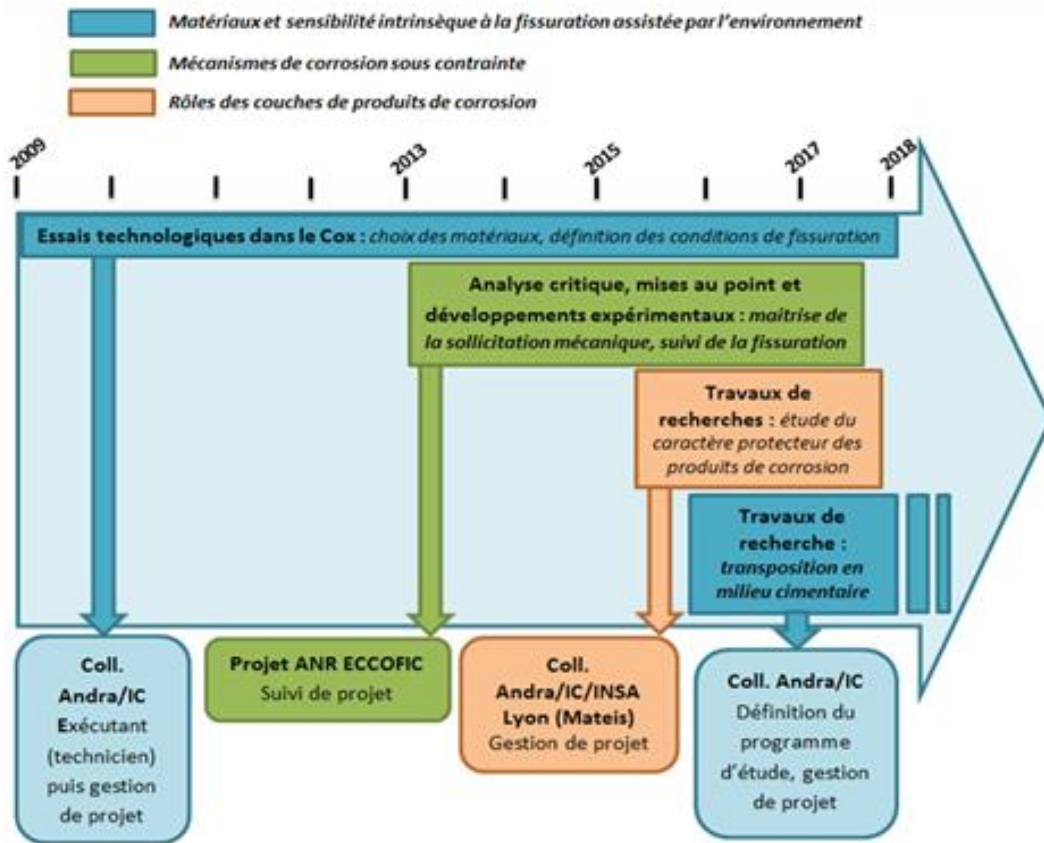 Matériaux et sensibilité intrinsèque à la fissuration assistée par l'environnement
Mécanismes de corrosion sous contrainte
Rôles des couches de produits de corrosion
2009
2013
2015
2017
2018
Essais technologiques dans le Cox : choix des matériaux, définition des conditions de fissuration
Analyse critique, mises au point et
développements expérimentaux : maitrise de
la sollicitation mécanique, suivi de la fissuration
Travaux de
recherches : étude du
caractère protecteur des
produits de corrosion
Travaux de
recherche :
transposition en
milieu cimentaire
Coll.
Andra/IC
Exécutant
(technicien)
puis gestion
de projet
Projet ANR ECCOFIC
Suivi de projet
Coll.
Andra/IC/INSA
Lyon (Mateis)
Gestion de projet
Coll. Andra/IC
Définition du
programme
d'étude, gestion
de projet